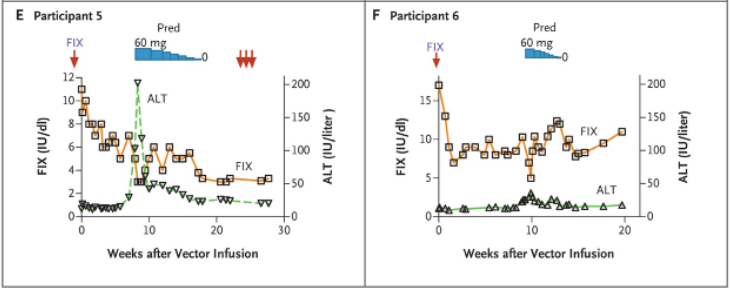 E Participant 5
Pred
FIX
60 mg
0
12
10
8
6
4
2
0
FIX (IU/dl)
ALT
FIX
200
150
100
50
0
ALT (IU/liter)
0
10
20
30
Weeks after Vector Infusion
F Participant 6
Pred
FIX
60 mg
0
15
10
5
0
FIX (IU/dl)
FIX
ALT
200
150
100
50
0
ALT (IU/liter)
0
10
20
Weeks after Vector Infusion